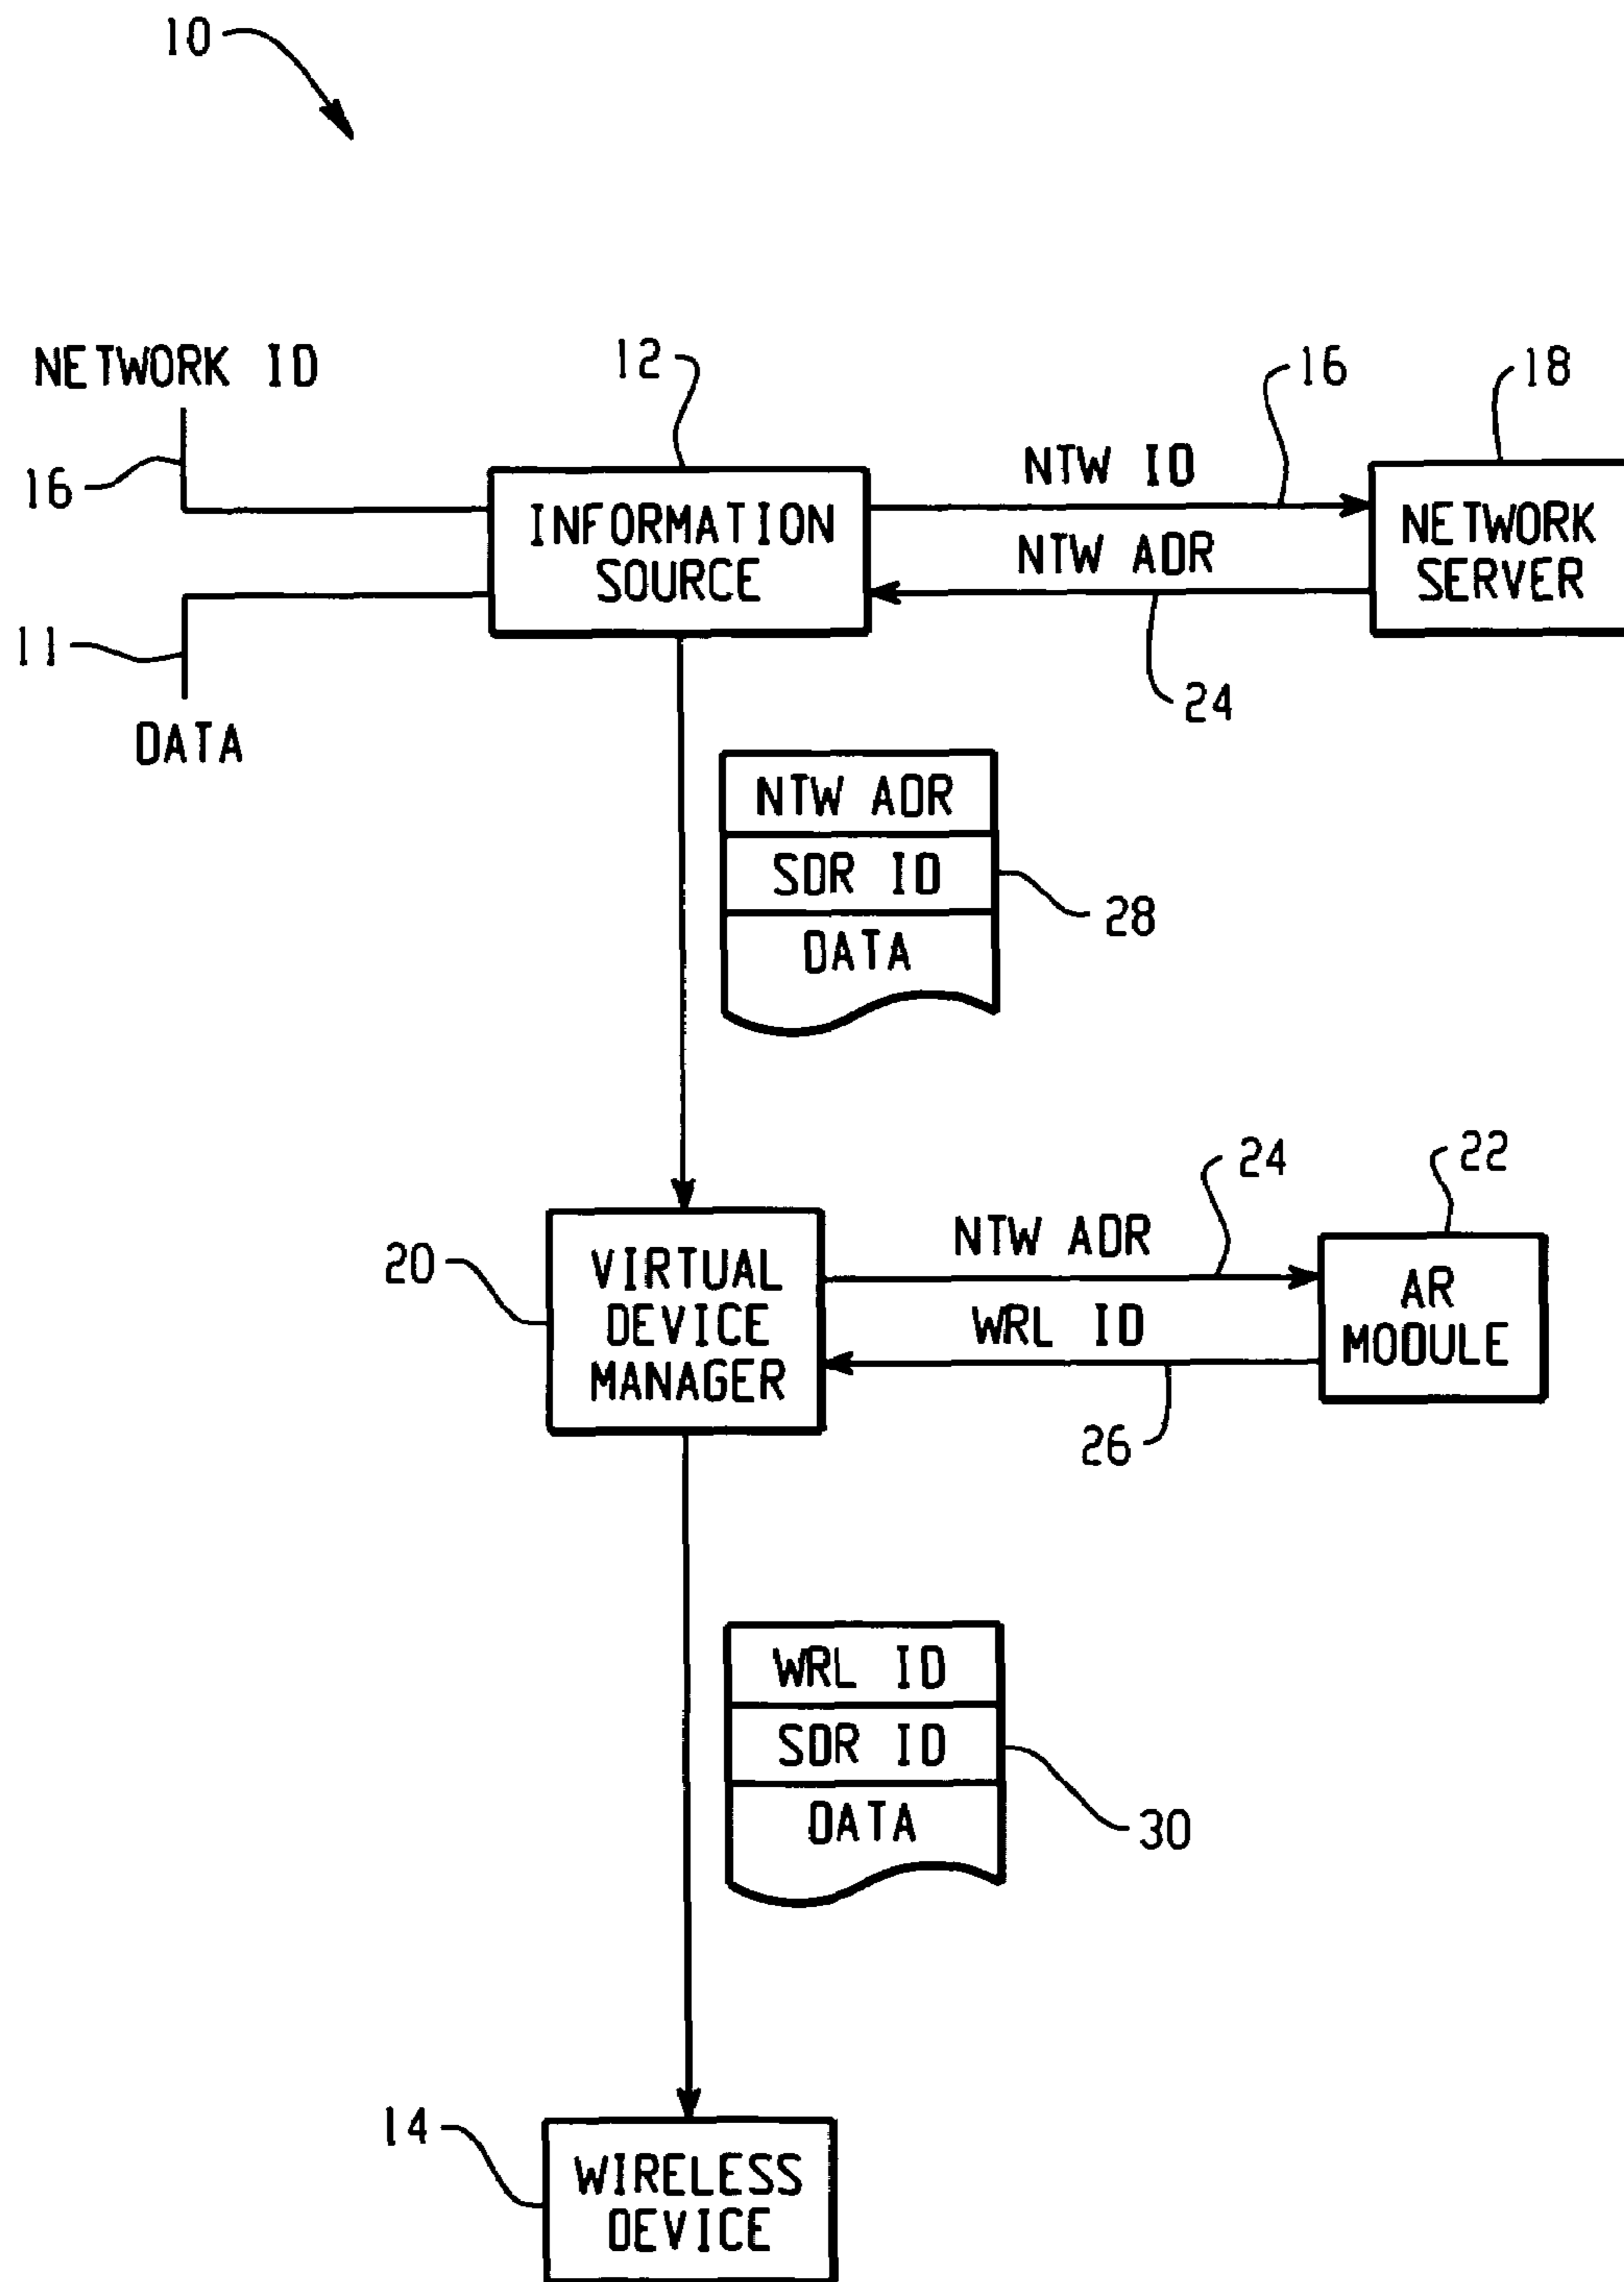 10
NETWORK ID
12
16
18
16
INFORMATION
SOURCE
NTW ID
NTW ADR
NETWORK
SERVER
11
DATA
24
NTW ADR
SDR ID
DATA
28
20
VIRTUAL
DEVICE
MANAGER
NTW ADR
24
22
WRL ID
AR
MODULE
26
WRL ID
SDR ID
DATA
30
14
WIRELESS
DEVICE